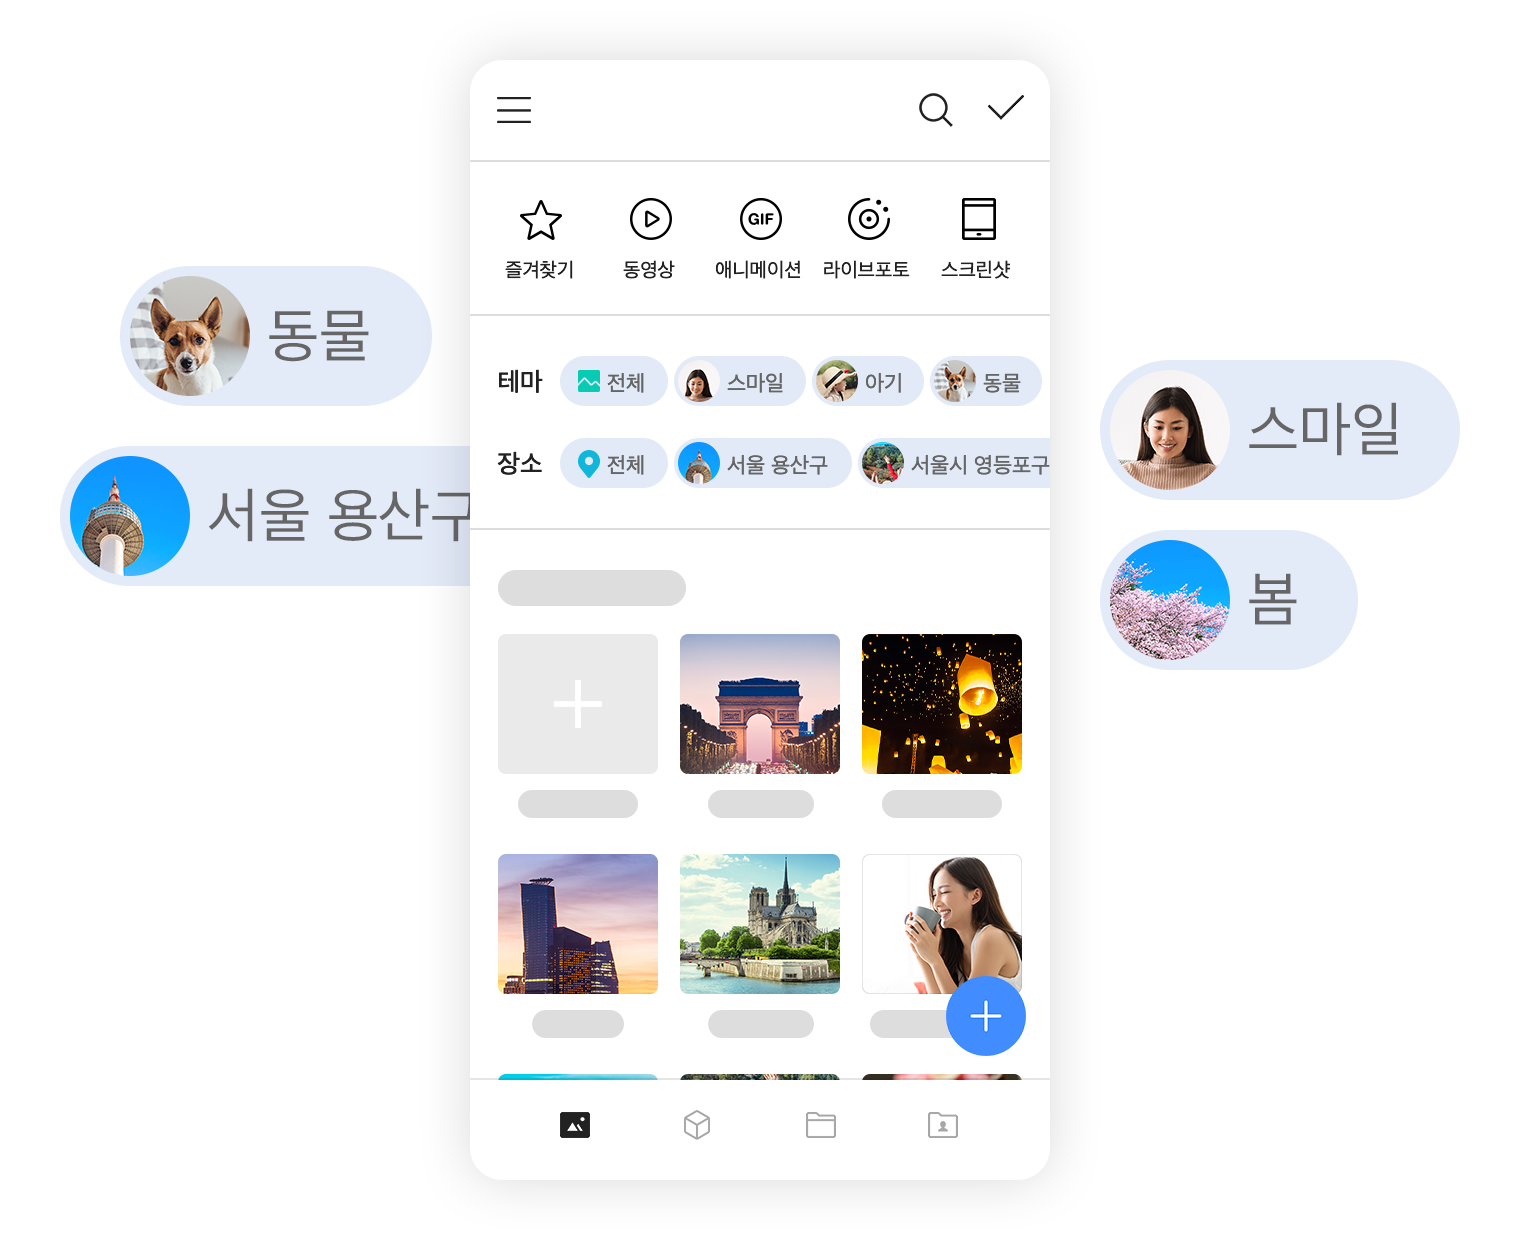 즐겨찾기 동영상 GIF 애니메이션 라이브포토 스크린샷
동물
테마 전체 스마일 아기 동물
스마일
장소 전체 서울 용산구 서울시 영등포구
서울 용산구
봄